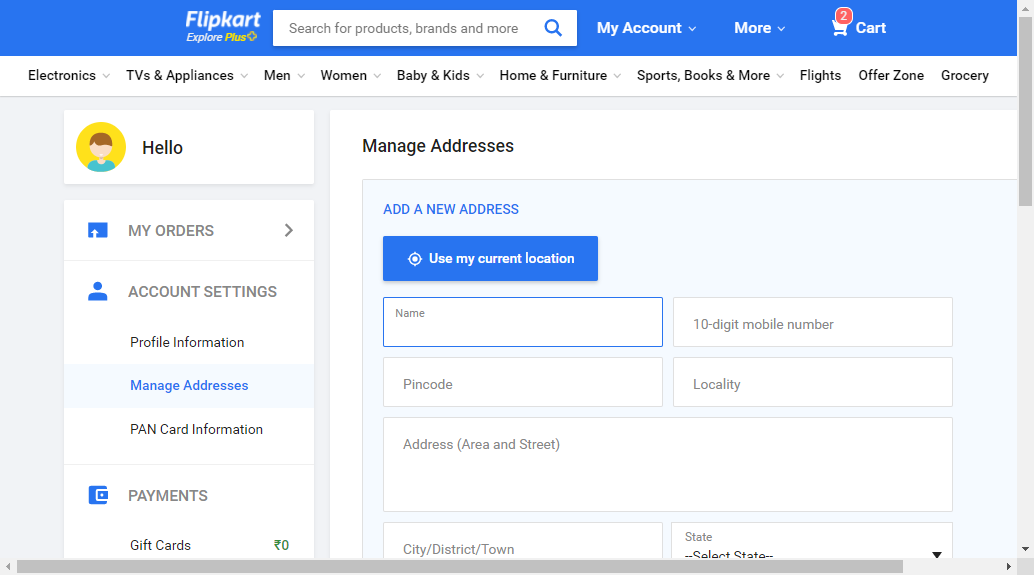 Flipkart
Explore Plus
Search for products, brands and more
My Account
More
2
Cart
Electronics
TVs & Appliances
Men
Women
Baby & Kids
Home & Furniture
Sports, Books & More
Flights
Offer Zone
Grocery
Hello
MY ORDERS
ACCOUNT SETTINGS
Profile Information
Manage Addresses
PAN Card Information
PAYMENTS
Gift Cards
₹0
Manage Addresses
ADD A NEW ADDRESS
Use my current location
Name
10-digit mobile number
Pincode
Locality
Address (Area and Street)
City/District/Town
State
--Select State--